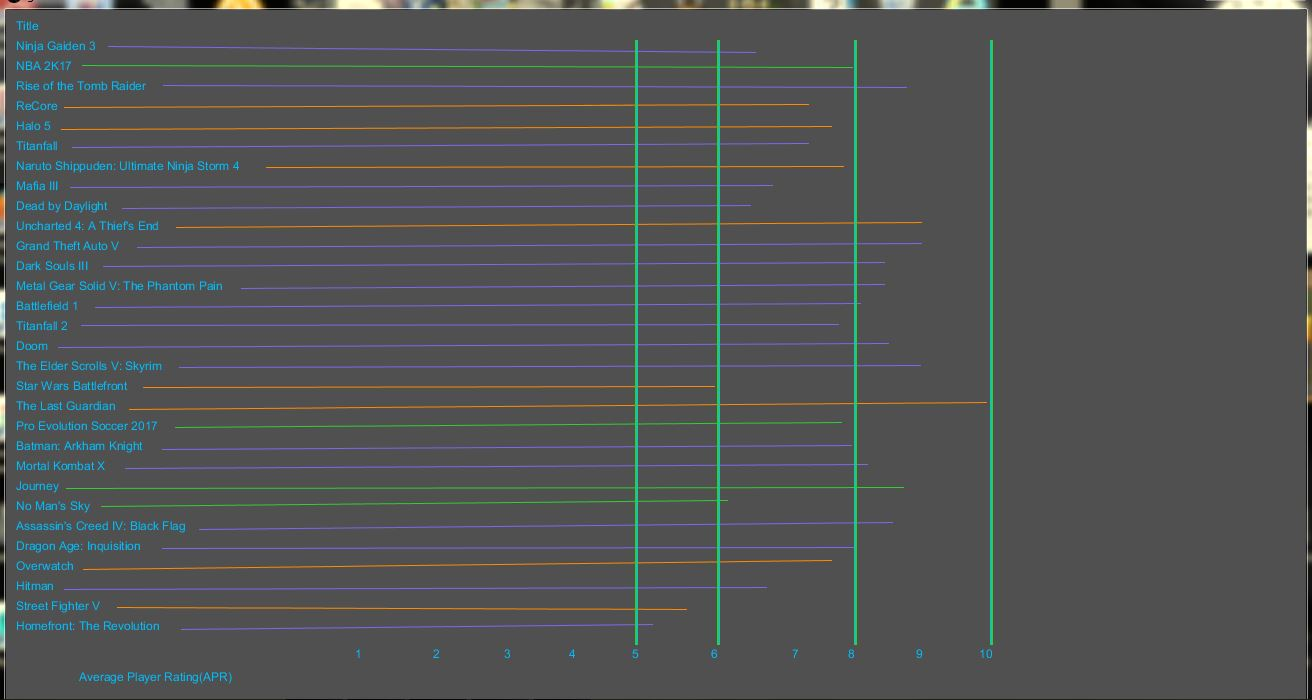 Title
Ninja Gaiden 3
NBA 2K17
Rise of the Tomb Raider
ReCore
Halo 5
Titanfall
Naruto Shippuden: Ultimate Ninja Storm 4
Mafia III
Dead by Daylight
Uncharted 4: A Thief's End
Grand Theft Auto V
Dark Souls III
Metal Gear Solid V: The Phantom Pain
Battlefield 1
Titanfall 2
Doom
The Elder Scrolls V: Skyrim
Star Wars Battlefront
The Last Guardian
Pro Evolution Soccer 2017
Batman: Arkham Knight
Mortal Kombat X
Journey
No Man's Sky
Assassin's Creed IV: Black Flag
Dragon Age: Inquisition
Overwatch
Hitman
Street Fighter V
Homefront: The Revolution
1 2 3 4 5 6 7 8 9 10
Average Player Rating(APR)